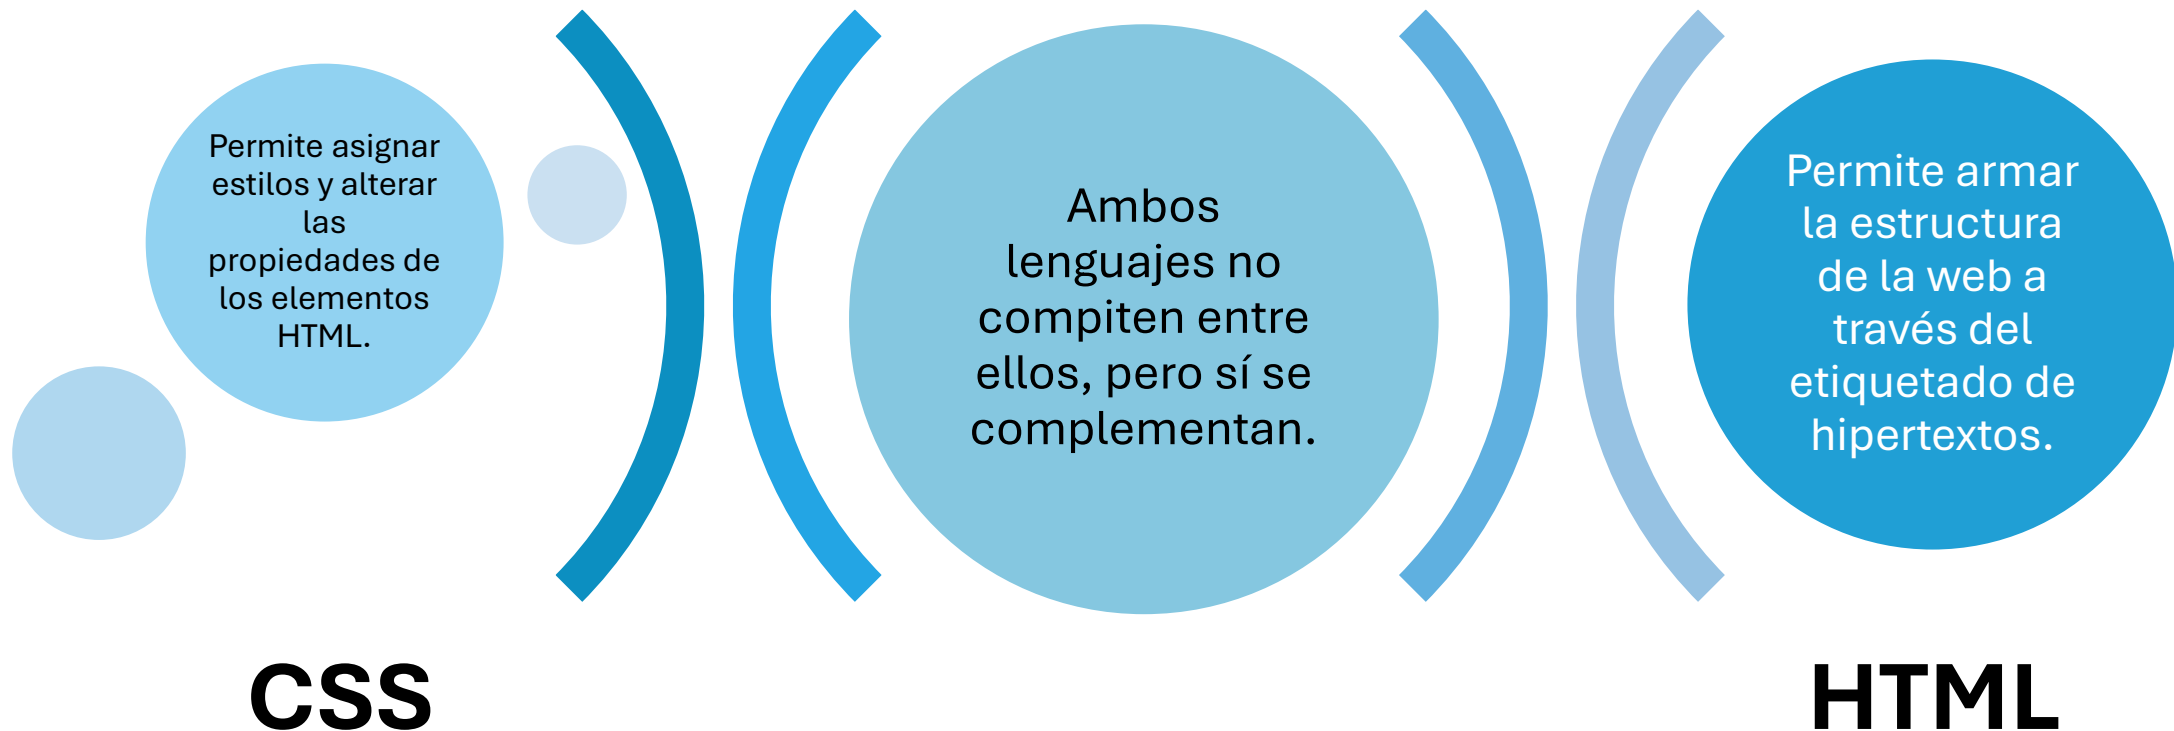 Permite asignar
estilos y alterar
las
propiedades de
los elementos
HTML.
Ambos
lenguajes no
compiten entre
ellos, pero sí se
complementan.
Permite armar
la estructura
de la web a
través del
etiquetado de
hipertextos.
CSS
HTML